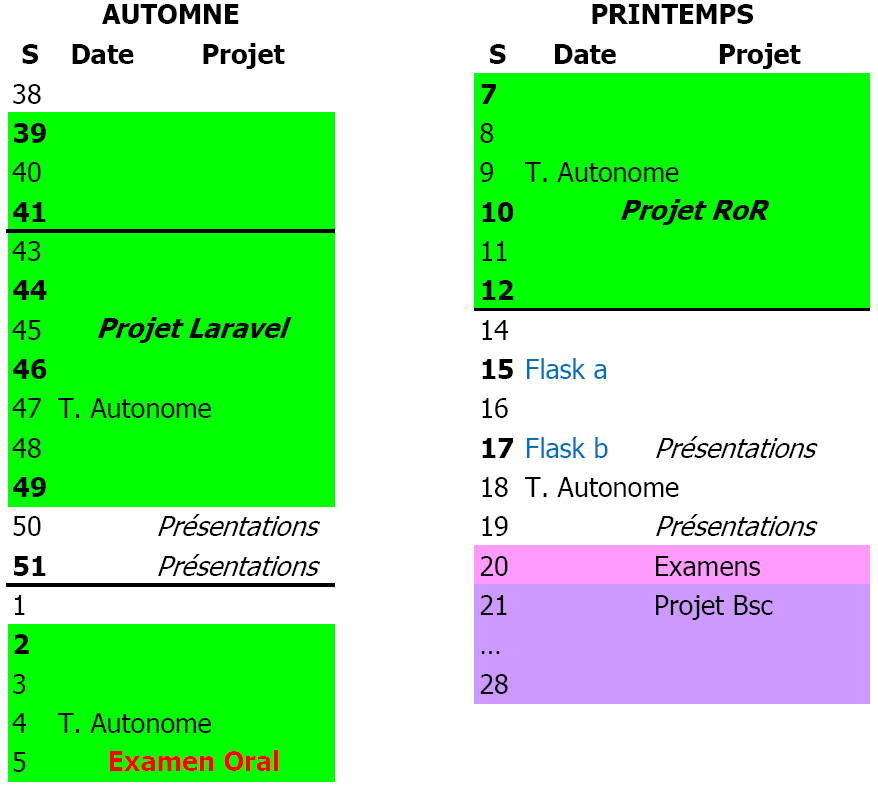 AUTOMNE
S Date Projet
38
39
40
41
43
44
45 Projet Laravel
46
47 T. Autonome
48
49
50 Présentations
51 Présentations
1
2
3
4 T. Autonome
5 Examen Oral
PRINTEMPS
S Date Projet
7
8
9 T. Autonome
10 Projet RoR
11
12
14
15 Flask a
16
17 Flask b Présentations
18 T. Autonome
19 Présentations
20 Examens
21 Projet Bsc
...
28